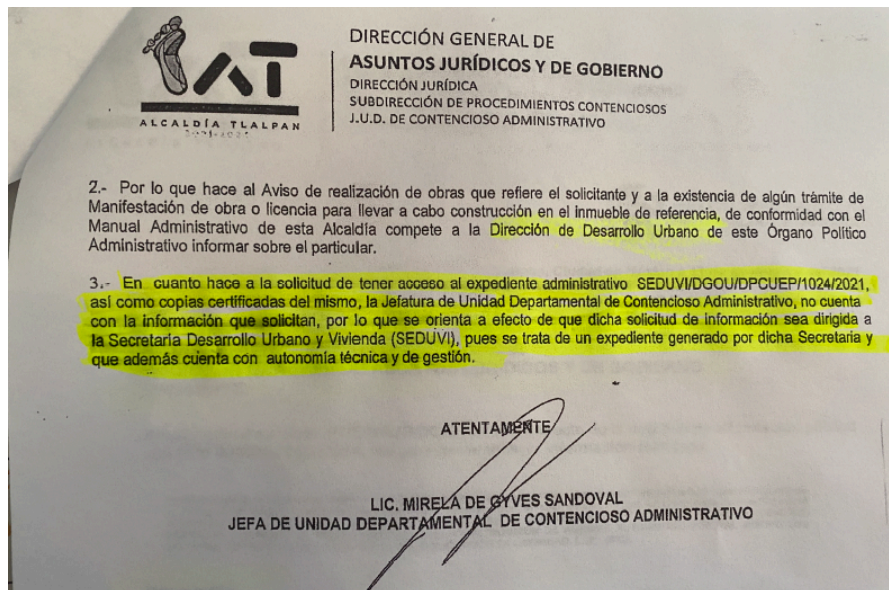 DIRECCIÓN GENERAL DE
ASUNTOS JURÍDICOS Y DE GOBIERNO
DIRECCIÓN JURÍDICA
SUBDIRECCIÓN DE PROCEDIMIENTOS CONTENCIOSOS
J.U.D. DE CONTENCIOSO ADMINISTRATIVO
AT
ALCALDÍA TLALPAN
2.- Por lo que hace al Aviso de realización de obras que refiere el solicitante y a la existencia de algún trámite de
Manifestación de obra o licencia para llevar a cabo construcción en el inmueble de referencia, de conformidad con el
Manual Administrativo de esta Alcaldía compete a la Dirección de Desarrollo Urbano de este Órgano Político
Administrativo informar sobre el particular.
3.- En cuanto hace a la solicitud de tener acceso al expediente administrativo SEDUVI/DGOU/DPCUEP/1024/2021,
así como copias certificadas del mismo, la Jefatura de Unidad Departamental de Contencioso Administrativo, no cuenta
con la información que solicitan, por lo que se orienta a efecto de que dicha solicitud de información sea dirigida a
la Secretaría Desarrollo Urbano y Vivienda (SEDUVI), pues se trata de un expediente generado por dicha Secretaria y
que además cuenta con autonomía técnica y de gestión.
ATENTAMENTE
LIC. MIRELA DE GYVES SANDOVAL
JEFA DE UNIDAD DEPARTAMENTAL DE CONTENCIOSO ADMINISTRATIVO